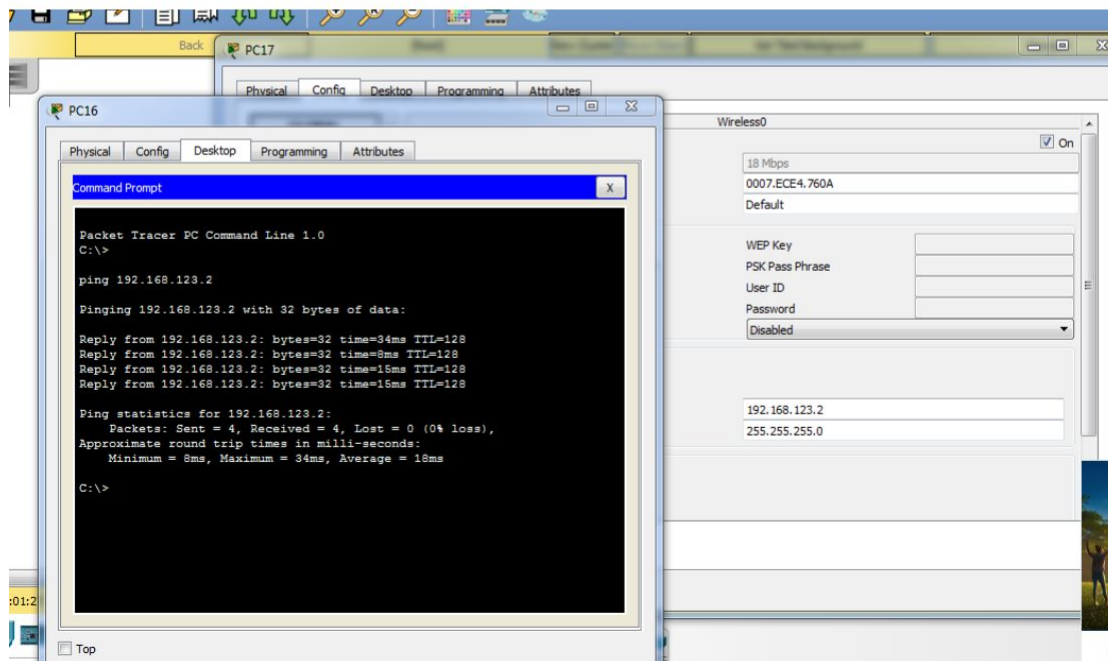 Back
PC17
Physical Config Desktop Programming Attributes
PC16
Physical Config Desktop Programming Attributes
Command Prompt
X
Packet Tracer PC Command Line 1.0
C:\>
ping 192.168.123.2
Pinging 192.168.123.2 with 32 bytes of data:
Reply from 192.168.123.2: bytes=32 time=34ms TTL=128
Reply from 192.168.123.2: bytes=32 time=8ms TTL=128
Reply from 192.168.123.2: bytes=32 time=15ms TTL=128
Reply from 192.168.123.2: bytes=32 time=15ms TTL=128
Ping statistics for 192.168.123.2:
Packets: Sent = 4, Received = 4, Lost = 0 (0% loss),
Approximate round trip times in milli-seconds:
Minimum = 8ms, Maximum = 34ms, Average = 18ms
C:\>
Top
Wireless0
On
18 Mbps
0007.ECE4.760A
Default
WEP Key
PSK Pass Phrase
User ID
Password
Disabled
192.168.123.2
255.255.255.0
:01:2